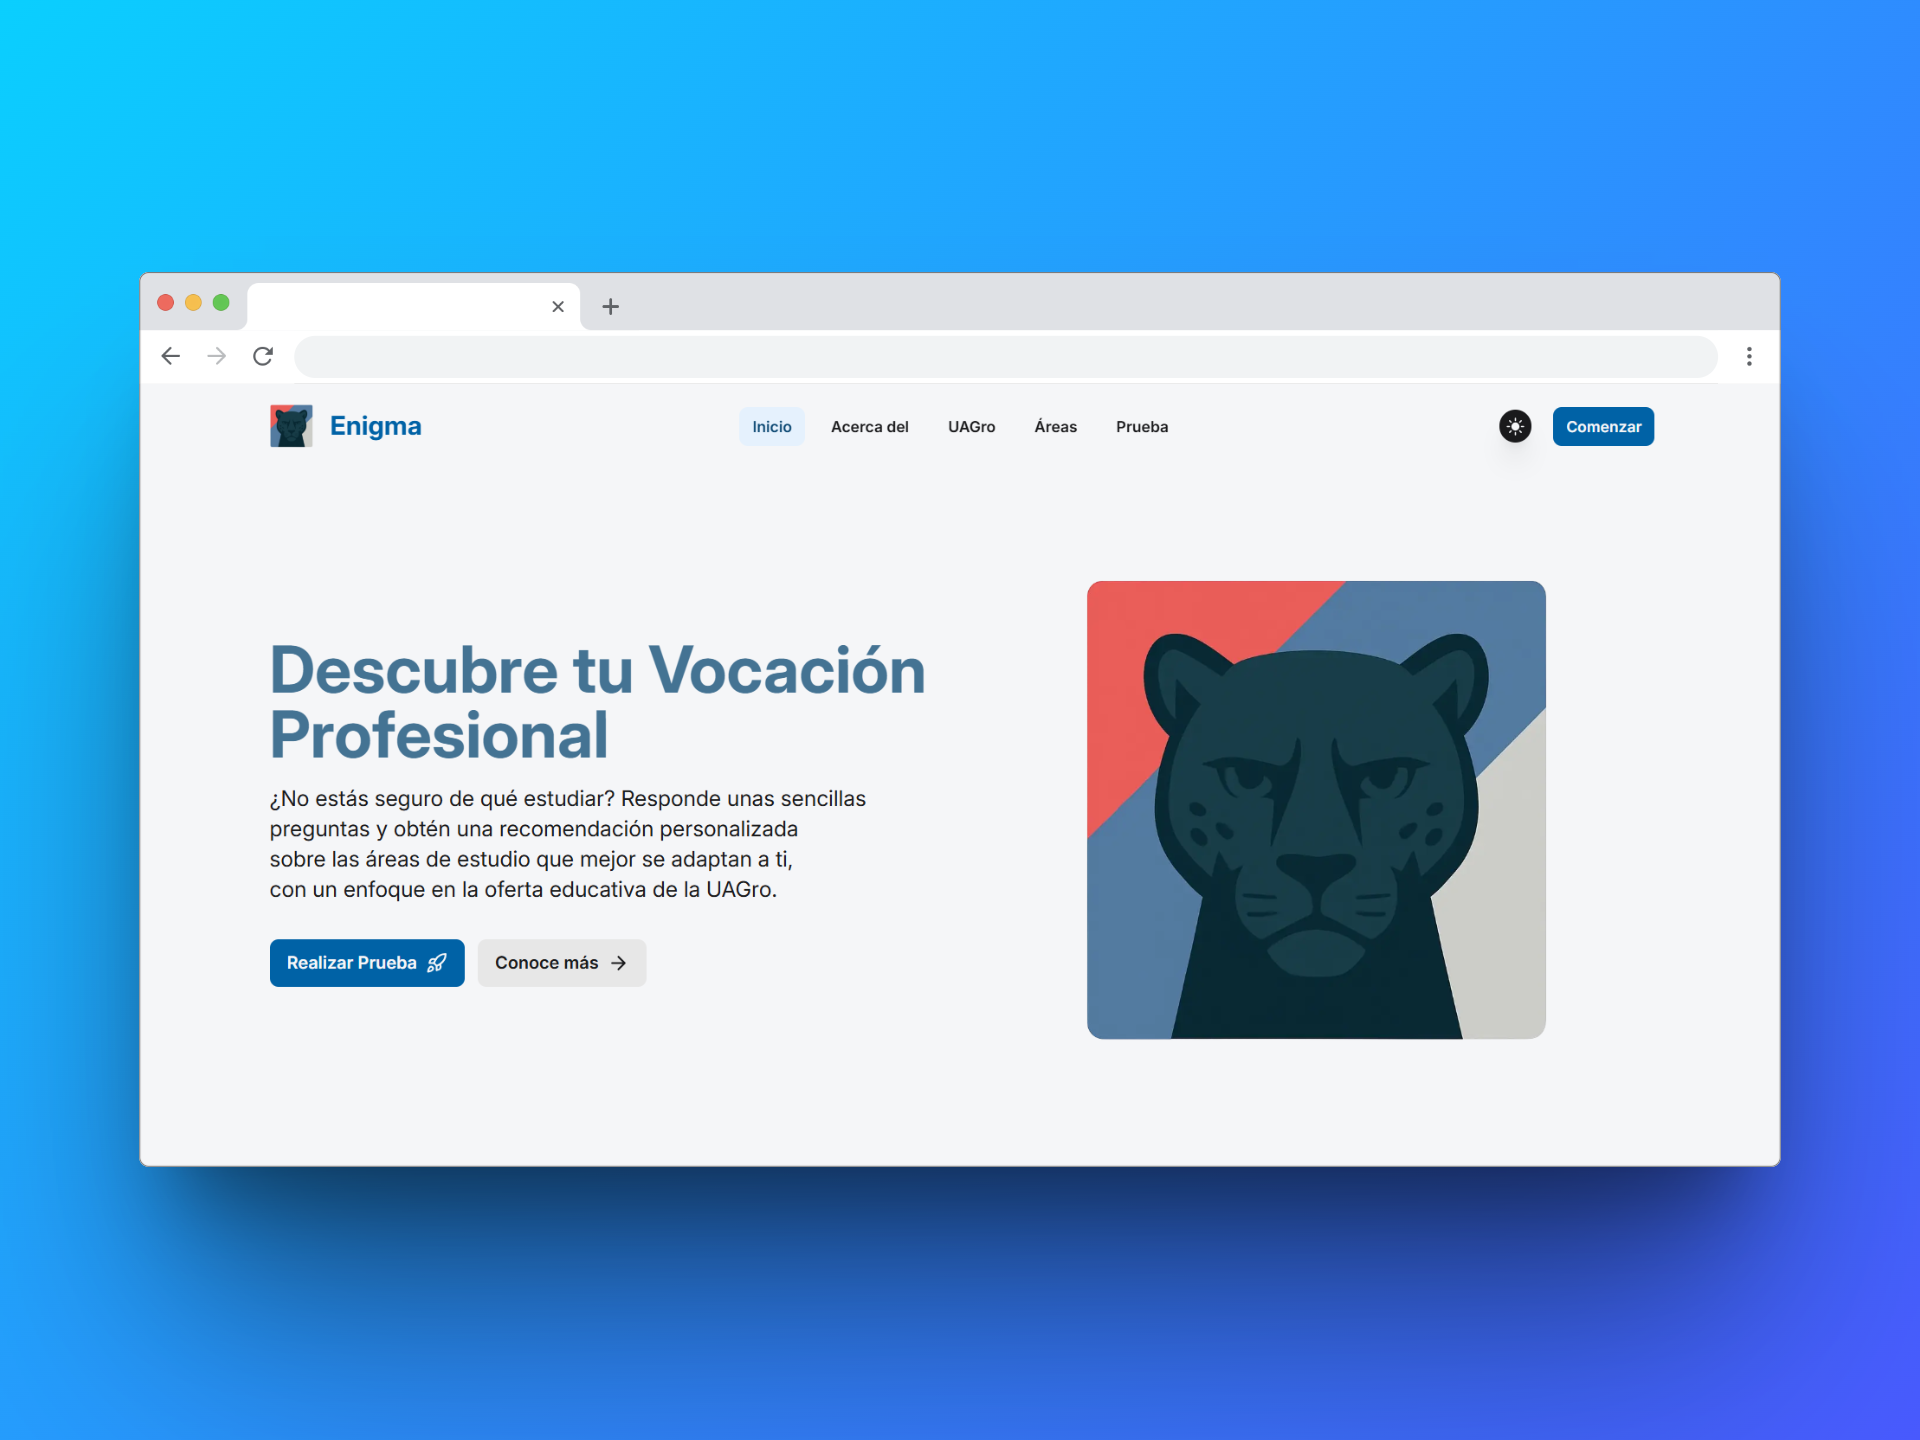 Enigma
Inicio
Acerca del
UAGro
Áreas
Prueba
Comenzar
Descubre tu Vocación
Profesional
¿No estás seguro de qué estudiar? Responde unas sencillas
preguntas y obtén una recomendación personalizada
sobre las áreas de estudio que mejor se adaptan a ti,
con un enfoque en la oferta educativa de la UAGro.
Realizar Prueba
Conoce más